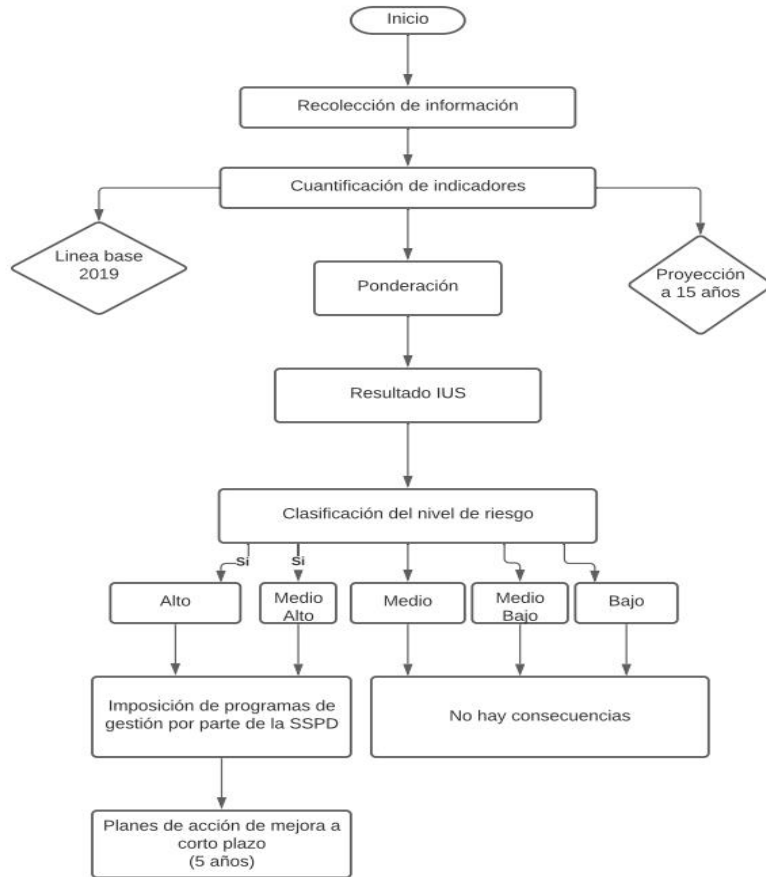 Inicio
Recolección de información
Cuantificación de indicadores
Linea base
2019
Ponderación
Proyección
a 15 años
Resultado IUS
Clasificación del nivel de riesgo
Si
Si
Alto
Medio
Alto
Medio
Medio
Bajo
Bajo
Imposición de programas de
gestión por parte de la SSPD
No hay consecuencias
Planes de acción de mejora a
corto plazo
(5 años)